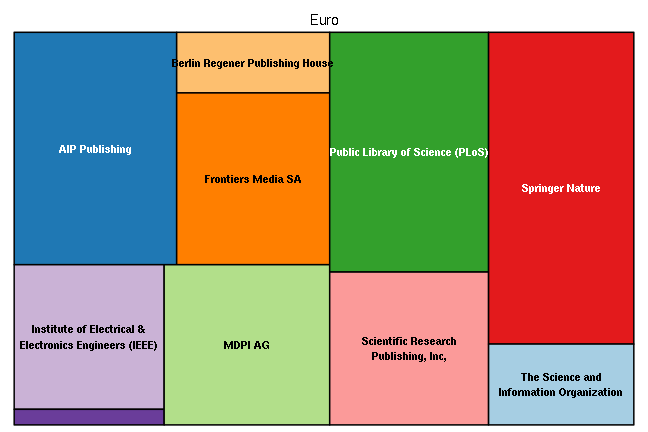 Euro
Berlin Regener Publishing House
AIP Publishing
Public Library of Science (PLoS)
Frontiers Media SA
Springer Nature
Institute of Electrical &
Electronics Engineers (IEEE)
MDPI AG
Scientific Research
Publishing, Inc,
The Science and
Information Organization